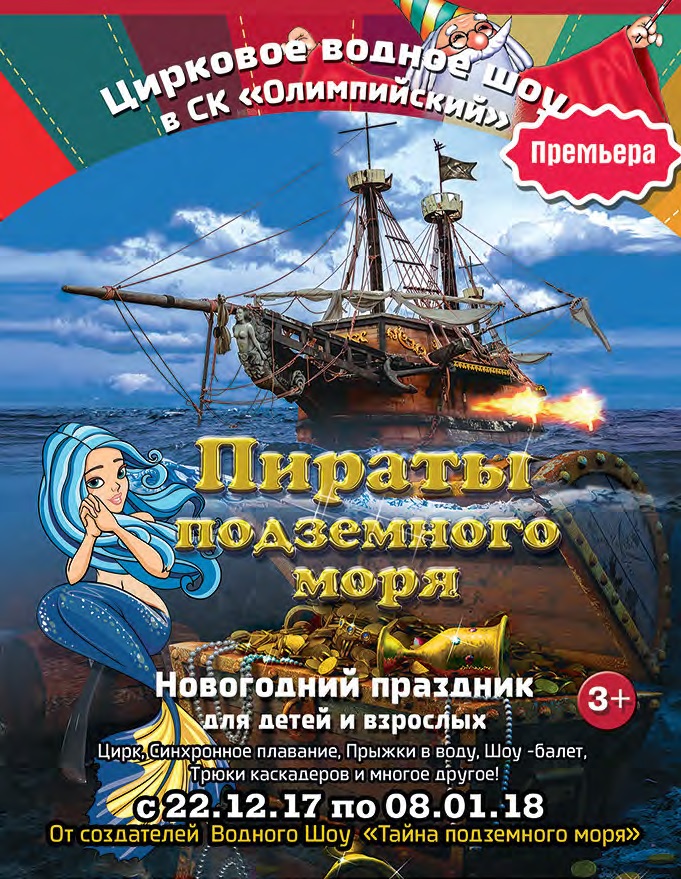 Цирковое водное шоу
в СК «Олимпийский»
Премьера
Пираты
подземного
моря
Новогодний праздник
для детей и взрослых
3+
Цирк, Синхронное плавание, Прыжки в воду, Шоу -балет,
Трюки каскадеров и многое другое!
с 22.12.17 по 08.01.18
От создателей Водного Шоу «Тайна подземного моря»